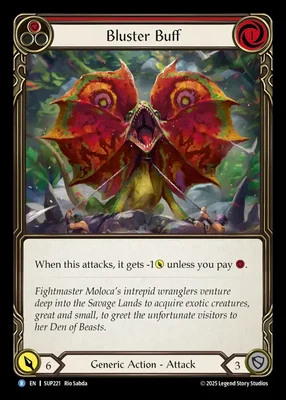 Bluster Buff
When this attacks, it gets -1 unless you pay .
Fightmaster Moloca's intrepid wranglers venture
deep into the Savage Lands to acquire exotic creatures,
great and small, to greet the unfortunate visitors to
her Den of Beasts.
6
Generic Action - Attack
3
R EN | SUP221 Rio Sabda
© 2025 Legend Story Studios